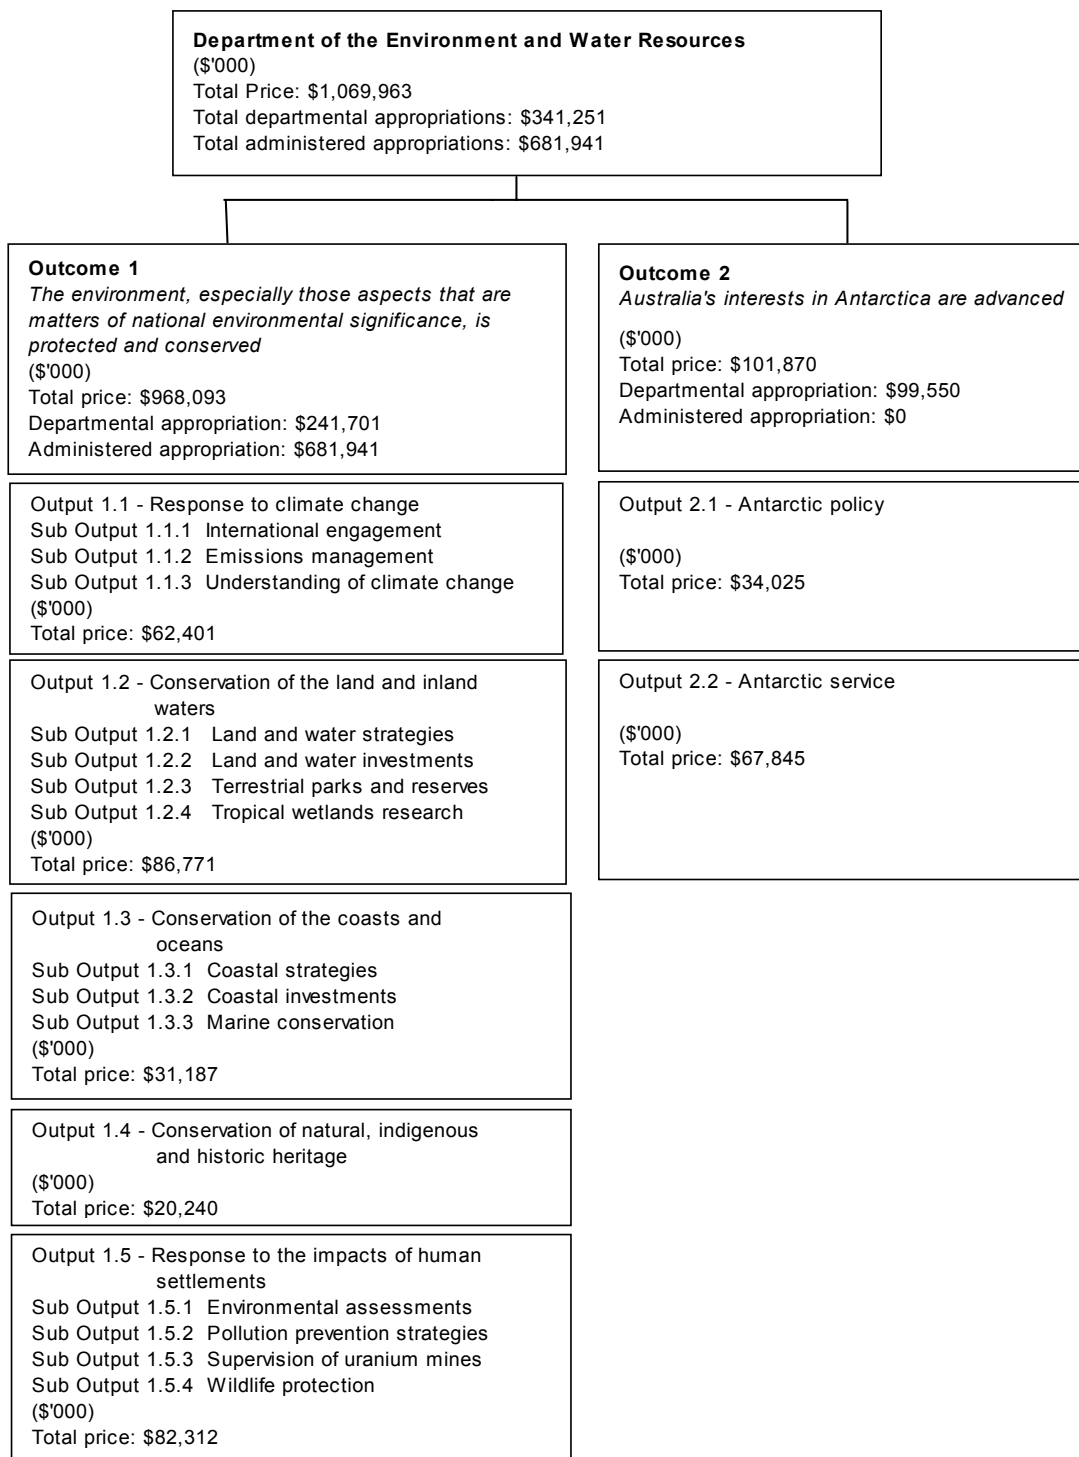 Department of the Environment and Water Resources
($'000)
Total Price: $1,069,963
Total departmental appropriations: $341,251
Total administered appropriations: $681,941
Outcome 1
The environment, especially those aspects that are
matters of national environmental significance, is
protected and conserved
($'000)
Total price: $968,093
Departmental appropriation: $241,701
Administered appropriation: $681,941
Outcome 2
Australia's interests in Antarctica are advanced
($'000)
Total price: $101,870
Departmental appropriation: $99,550
Administered appropriation: $0
Output 1.1 - Response to climate change
Sub Output 1.1.1 International engagement
Sub Output 1.1.2 Emissions management
Sub Output 1.1.3 Understanding of climate change
($'000)
Total price: $62,401
Output 2.1 - Antarctic policy
($'000)
Total price: $34,025
Output 1.2 - Conservation of the land and inland
waters
Sub Output 1.2.1 Land and water strategies
Sub Output 1.2.2 Land and water investments
Sub Output 1.2.3 Terrestrial parks and reserves
Sub Output 1.2.4 Tropical wetlands research
($'000)
Total price: $86,771
Output 2.2 - Antarctic service
($'000)
Total price: $67,845
Output 1.3 - Conservation of the coasts and
oceans
Sub Output 1.3.1 Coastal strategies
Sub Output 1.3.2 Coastal investments
Sub Output 1.3.3 Marine conservation
($'000)
Total price: $31,187
Output 1.4 - Conservation of natural, indigenous
and historic heritage
($'000)
Total price: $20,240
Output 1.5 - Response to the impacts of human
settlements
Sub Output 1.5.1 Environmental assessments
Sub Output 1.5.2 Pollution prevention strategies
Sub Output 1.5.3 Supervision of uranium mines
Sub Output 1.5.4 Wildlife protection
($'000)
Total price: $82,312